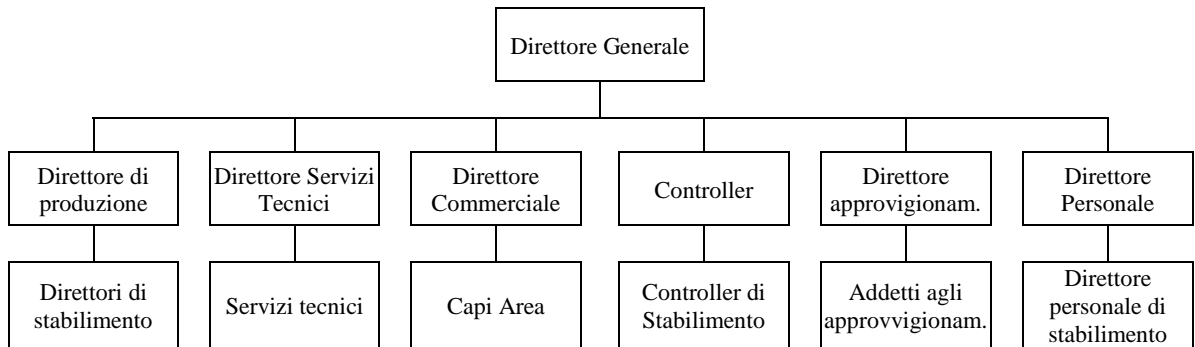 Direttore Generale
Direttore di
produzione
Direttore Servizi
Tecnici
Direttore
Commerciale
Controller
Direttore
approvigionam.
Direttore
Personale
Direttori di
stabilimento
Servizi tecnici
Capi Area
Controller di
Stabilimento
Addetti agli
approvvigionam.
Direttore
personale di
stabilimento